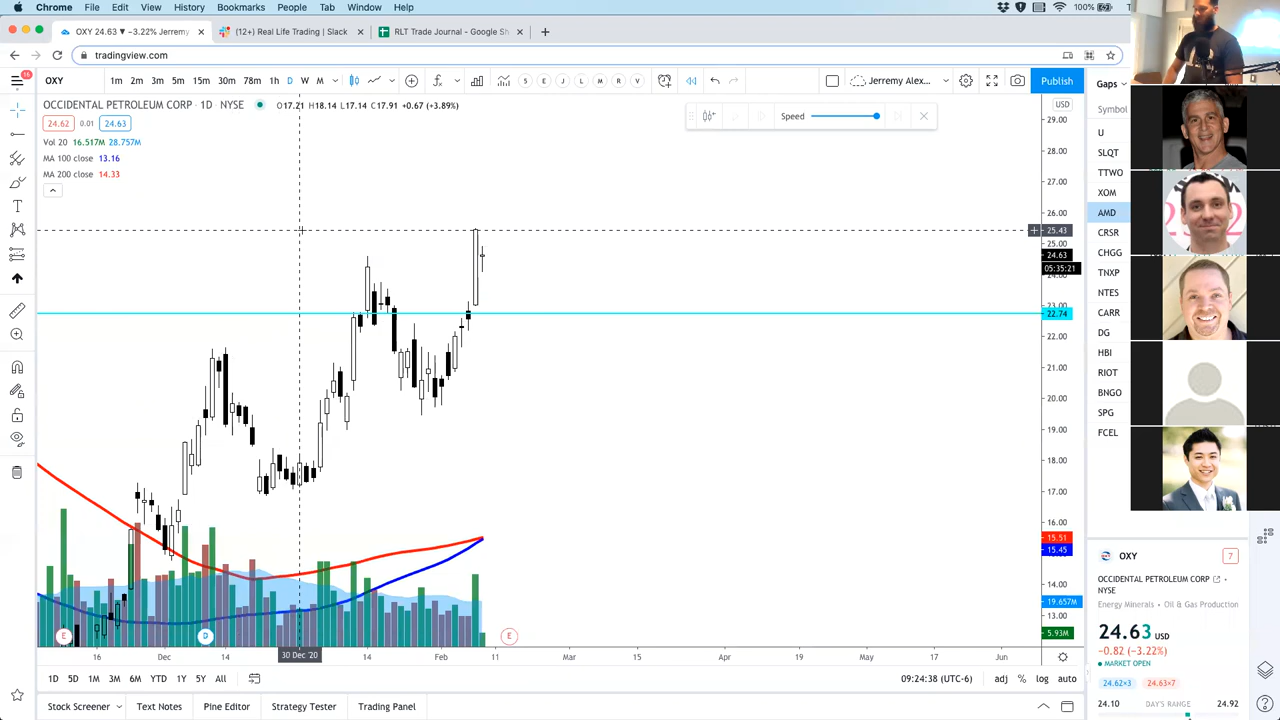 Chrome File Edit View History Bookmarks People Tab Window Help 100%
OXY 24.63 ▼ −3.22% Jerremy (12+) Real Life Trading | Slack RLT Trade Journal - Google Sh
tradingview.com
16
OXY 1m 2m 3m 5m 15m 30m 78m 1h D W M 5 E J L M R V Jerremy Alex... Publish Gaps
OCCIDENTAL PETROLEUM CORP · 1D · NYSE O17.21 H18.14 L17.14 C17.91 +0.67 (+3.89%)
USD
Symbol
24.62 0.01 24.63
Speed
Vol 20 16.517M 28.757M
MA 100 close 13.16
MA 200 close 14.33
29.00
28.00
27.00
26.00
25.43
25.00
24.63
05:35:21
24.00
23.00
22.74
22.00
21.00
20.00
19.00
18.00
17.00
16.00
15.51
15.45
14.00
19.657M
13.00
5.93M
U
SLQT
TTWO
XOM
AMD
CRSR
CHGG
TNXP
NTES
CARR
DG
HBI
RIOT
BNGO
SPG
FCEL
E D E
16 Dec 14 30 Dec '20 14 Feb 11 Mar 15 Apr 19 May 17 Jun
OXY 7
OCCIDENTAL PETROLEUM CORP ·
NYSE
Energy Minerals · Oil & Gas Production
24.63 USD
−0.82 (−3.22%)
MARKET OPEN
24.62×3 24.63×7
24.10 DAY'S RANGE 24.92
1D 5D 1M 3M 6M YTD 1Y 5Y All 09:24:38 (UTC-6) adj % log auto
Stock Screener Text Notes Pine Editor Strategy Tester Trading Panel